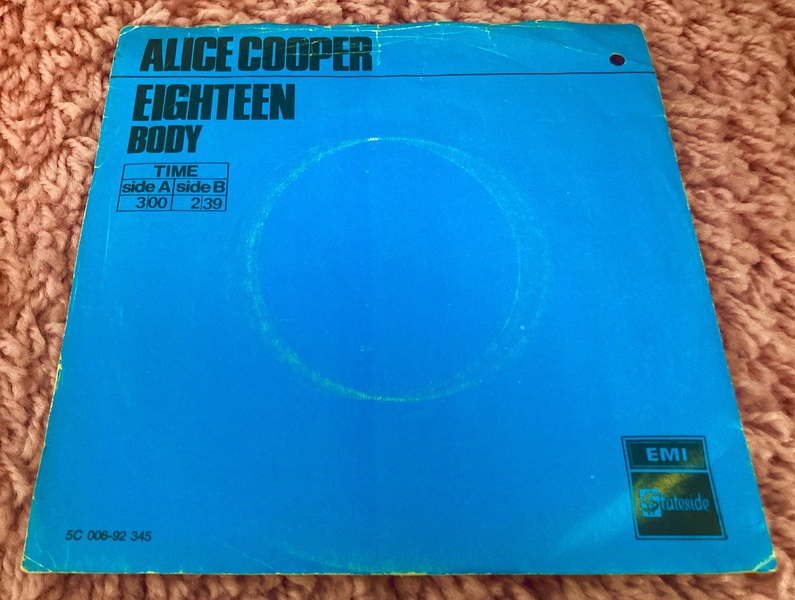 ALICE COOPER
EIGHTEEN
BODY
TIME
side A side B
3|00 2|39
EMI
Stateside
5C 006-92 345